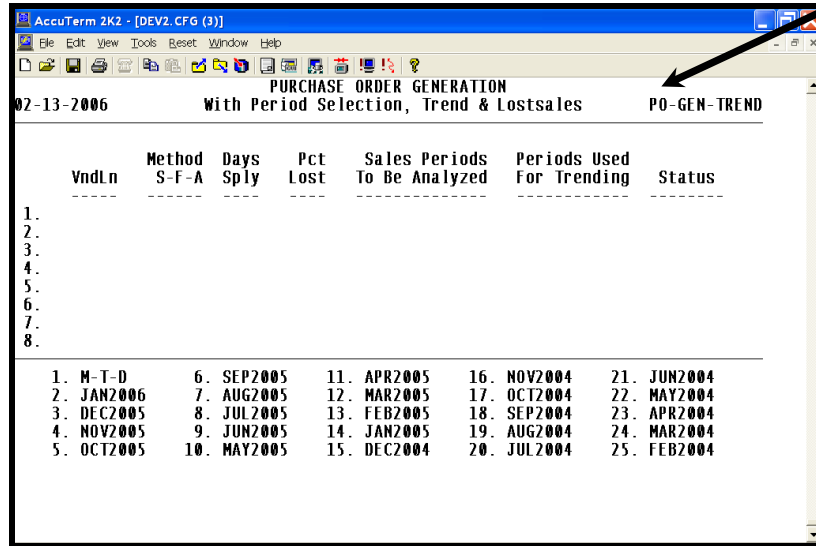 AccuTerm 2K2 - [DEV2.CFG (3)]
File Edit View Tools Reset Window Help
PURCHASE ORDER GENERATION
02-13-2006 With Period Selection, Trend & Lostsales PO-GEN-TREND
Method Days Pct Sales Periods Periods Used
VndLn S-F-A Sply Lost To Be Analyzed For Trending Status
----- ------ ---- ---- -------------- ------------ --------
1.
2.
3.
4.
5.
6.
7.
8.
1. M-T-D 6. SEP2005 11. APR2005 16. NOV2004 21. JUN2004
2. JAN2006 7. AUG2005 12. MAR2005 17. OCT2004 22. MAY2004
3. DEC2005 8. JUL2005 13. FEB2005 18. SEP2004 23. APR2004
4. NOV2005 9. JUN2005 14. JAN2005 19. AUG2004 24. MAR2004
5. OCT2005 10. MAY2005 15. DEC2004 20. JUL2004 25. FEB2004